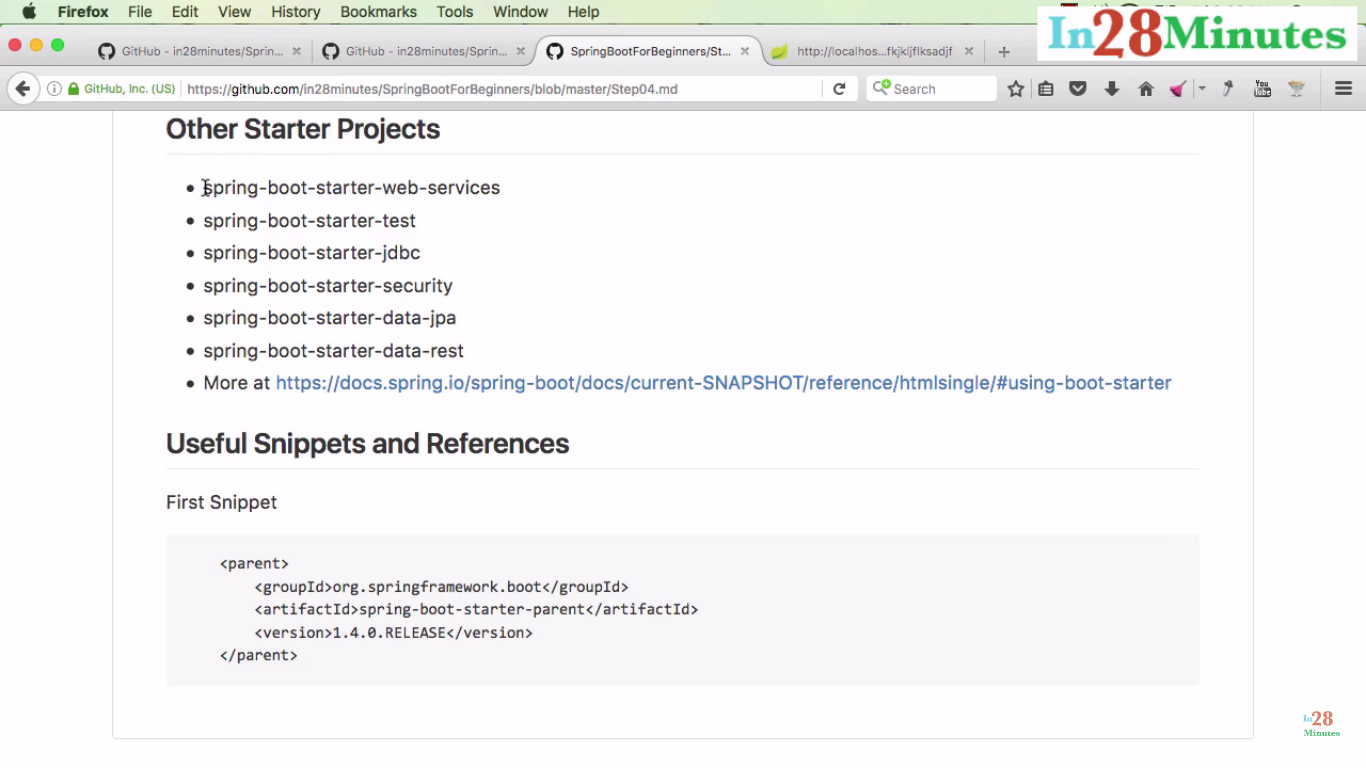 Firefox File Edit View History Bookmarks Tools Window Help
In28Minutes
GitHub - in28minutes/Sprin...
GitHub - in28minutes/Sprin...
SpringBootForBeginners/St...
http://localhos...fkjkljflksadjf
GitHub, Inc. (US) https://github.com/in28minutes/SpringBootForBeginners/blob/master/Step04.md
Search
You
Tube
Other Starter Projects
• spring-boot-starter-web-services
• spring-boot-starter-test
• spring-boot-starter-jdbc
• spring-boot-starter-security
• spring-boot-starter-data-jpa
• spring-boot-starter-data-rest
• More at https://docs.spring.io/spring-boot/docs/current-SNAPSHOT/reference/htmlsingle/#using-boot-starter
Useful Snippets and References
First Snippet
<parent>
<groupId>org.springframework.boot</groupId>
<artifactId>spring-boot-starter-parent</artifactId>
<version>1.4.0.RELEASE</version>
</parent>
In28
Minutes